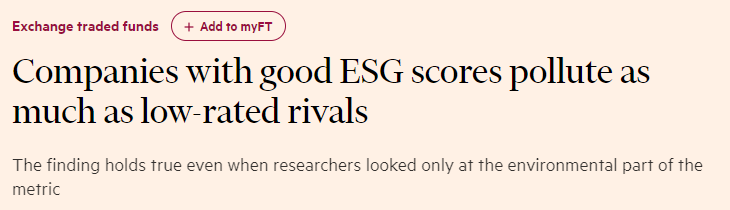 Exchange traded funds + Add to myFT
Companies with good ESG scores pollute as
much as low-rated rivals
The finding holds true even when researchers looked only at the environmental part of the
metric